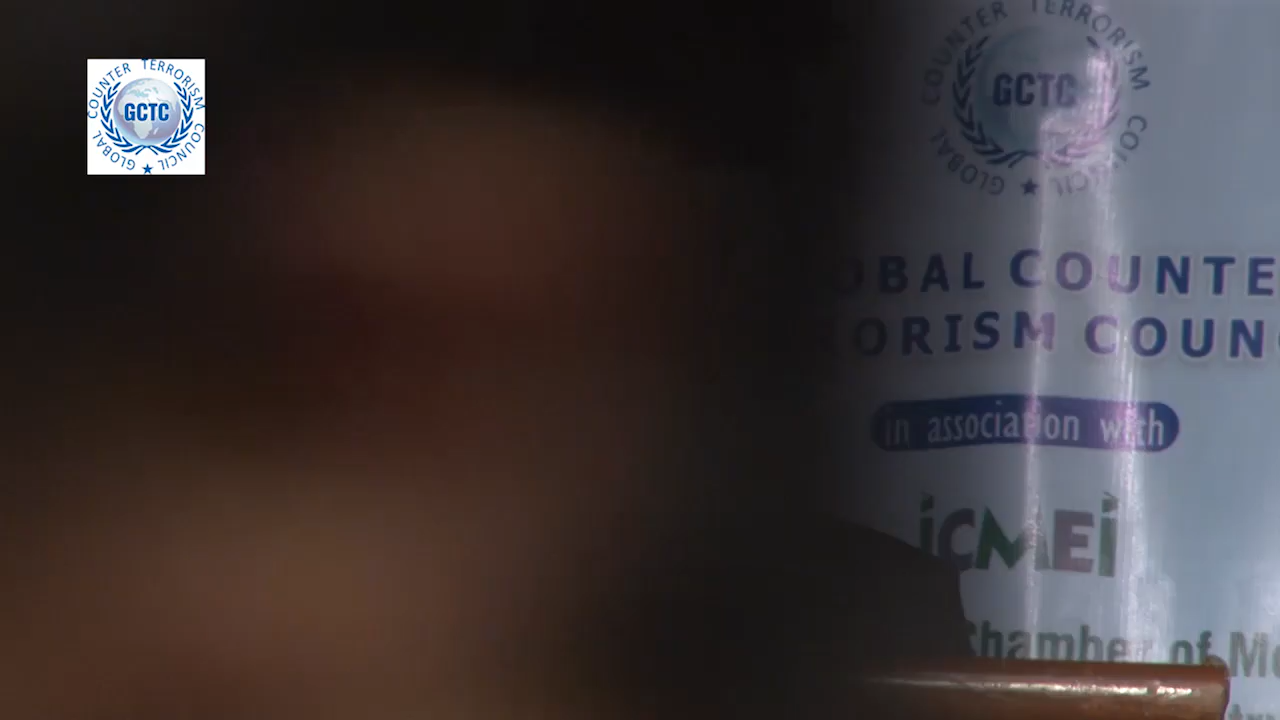 COUNTER TERRORISM COUNCIL GLOBAL
GCTC
COUNTER TERRORISM COUNCIL GLOBAL
GCTC
OBAL COUNTE
ORISM COUN
in association with
iCMEi
Chamber of M